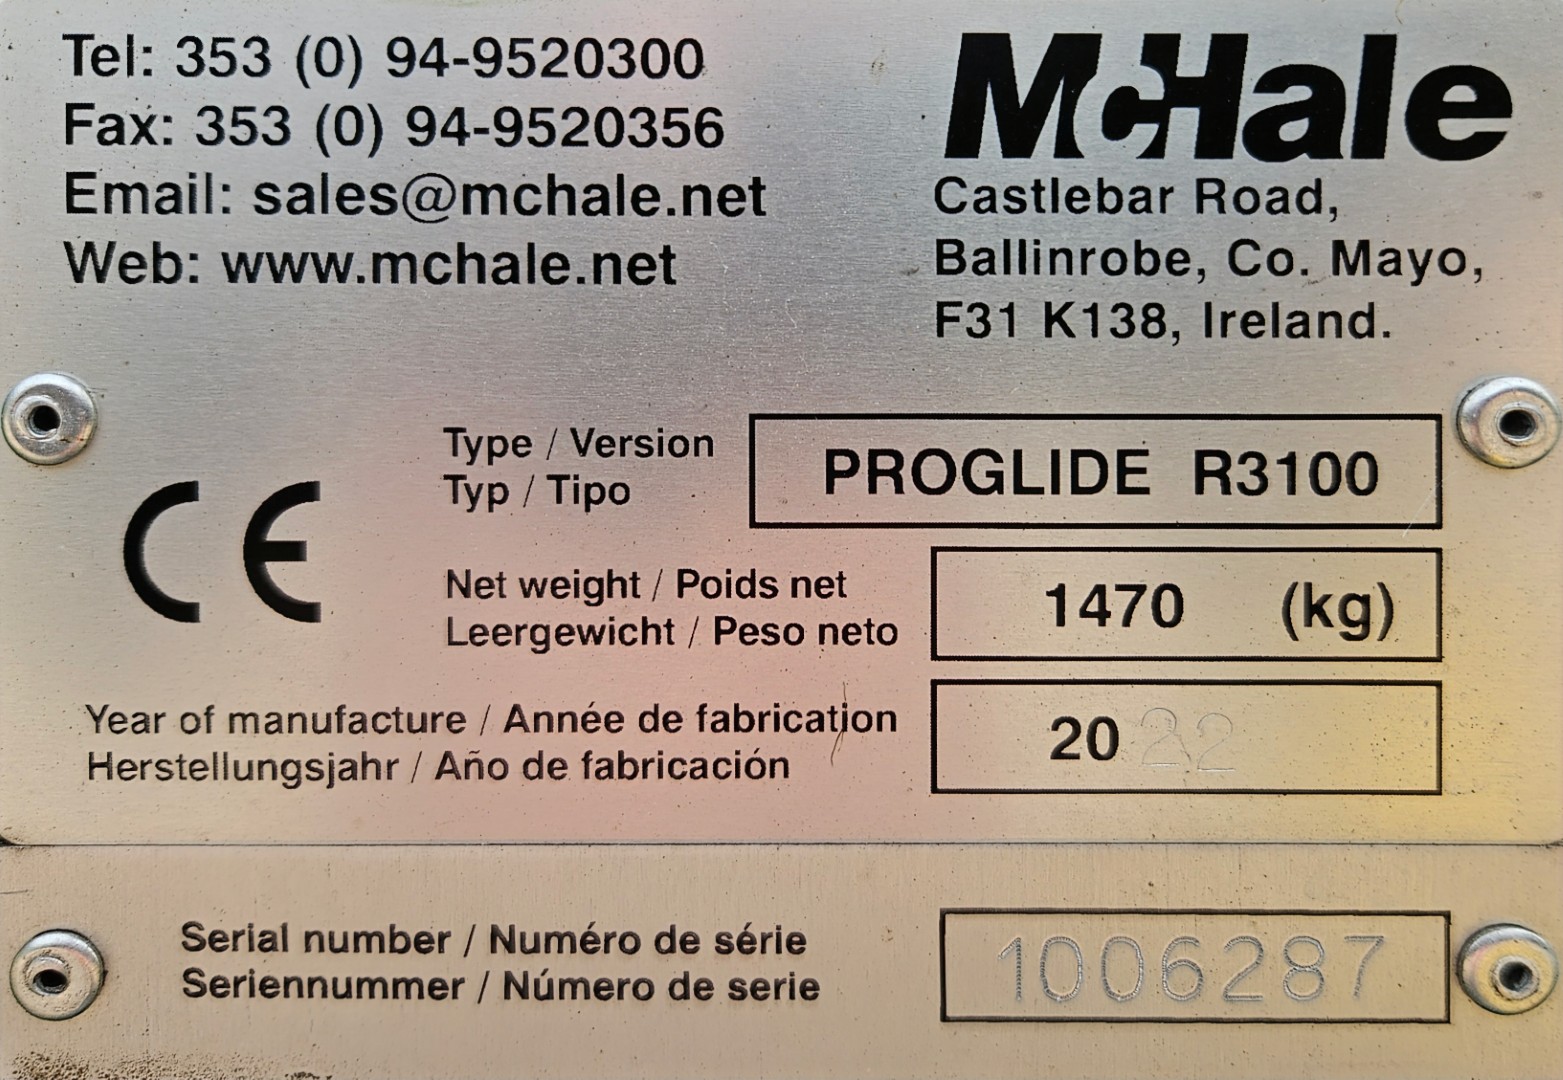 Tel: 353 (0) 94-9520300
Fax: 353 (0) 94-9520356
Email: sales@mchale.net
Web: www.mchale.net
McHale
Castlebar Road,
Ballinrobe, Co. Mayo,
F31 K138, Ireland.
CE
Type / Version
Typ / Tipo
PROGLIDE R3100
Net weight / Poids net
Leergewicht / Peso neto
1470 (kg)
Year of manufacture / Année de fabrication
Herstellungsjahr / Año de fabricación
2022
Serial number / Numéro de série
Seriennummer / Número de serie
1006287